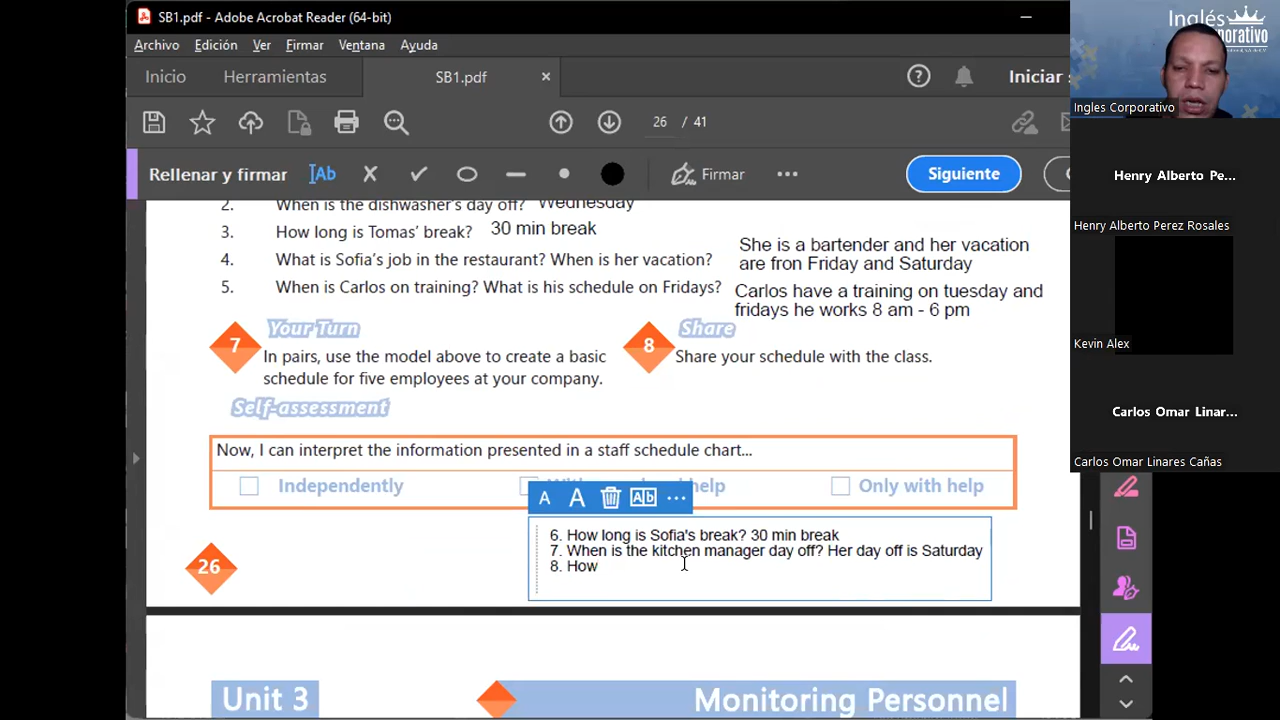 SB1.pdf - Adobe Acrobat Reader (64-bit)
Archivo Edición Ver Firmar Ventana Ayuda
Inicio Herramientas SB1.pdf × Iniciar
26 / 41
Rellenar y firmar Ab Firmar Siguiente
2. When is the dishwasher's day off? Wednesday
3. How long is Tomas' break? 30 min break
4. What is Sofia's job in the restaurant? When is her vacation?
She is a bartender and her vacation
are fron Friday and Saturday
5. When is Carlos on training? What is his schedule on Fridays?
Carlos have a training on tuesday and
fridays he works 8 am - 6 pm
7 Your Turn
In pairs, use the model above to create a basic
schedule for five employees at your company.
8 Share
Share your schedule with the class.
Self-assessment
Now, I can interpret the information presented in a staff schedule chart...
Independently
help
Only with help
A A Ab
6. How long is Sofia's break? 30 min break
7. When is the kitchen manager day off? Her day off is Saturday
8. How
26
Unit 3 Monitoring Personnel
Inglés
Corporativo
Ingles Corporativo
Henry Alberto Pe...
Henry Alberto Perez Rosales
Kevin Alex
Carlos Omar Linar...
Carlos Omar Linares Cañas